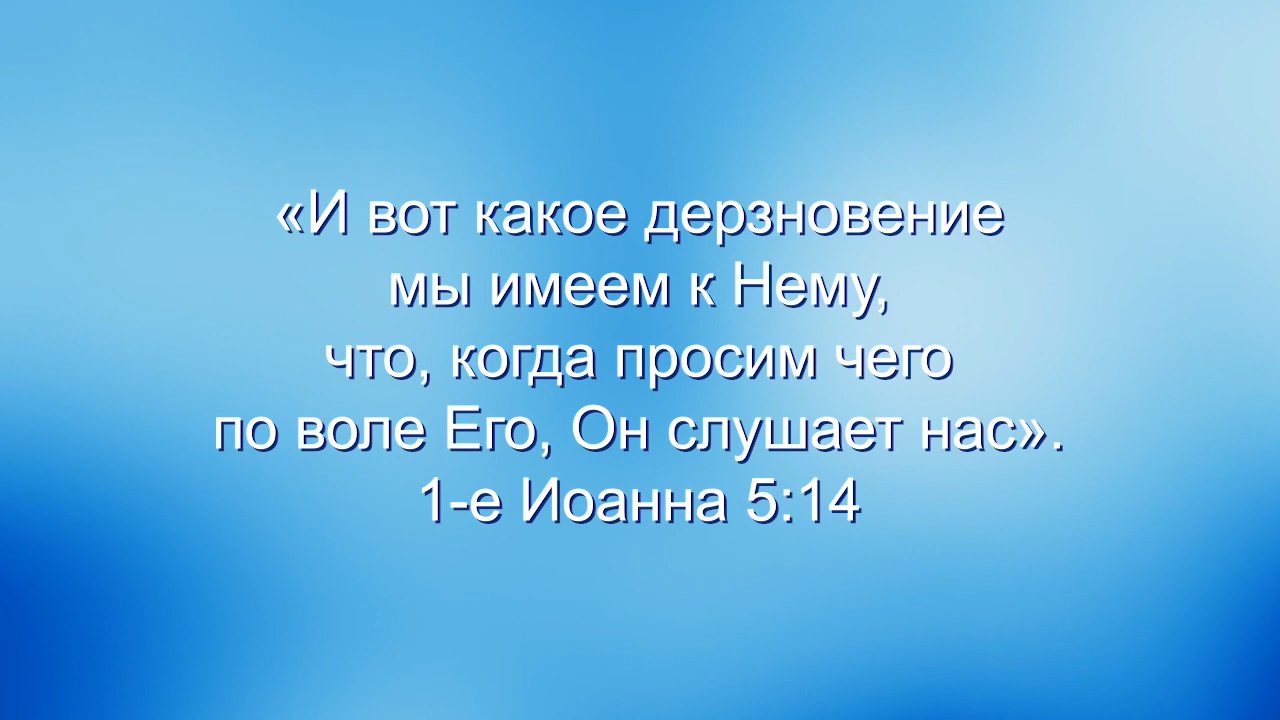 «И вот какое дерзновение
мы имеем к Нему,
что, когда просим чего
по воле Его, Он слушает нас».
1-е Иоанна 5:14